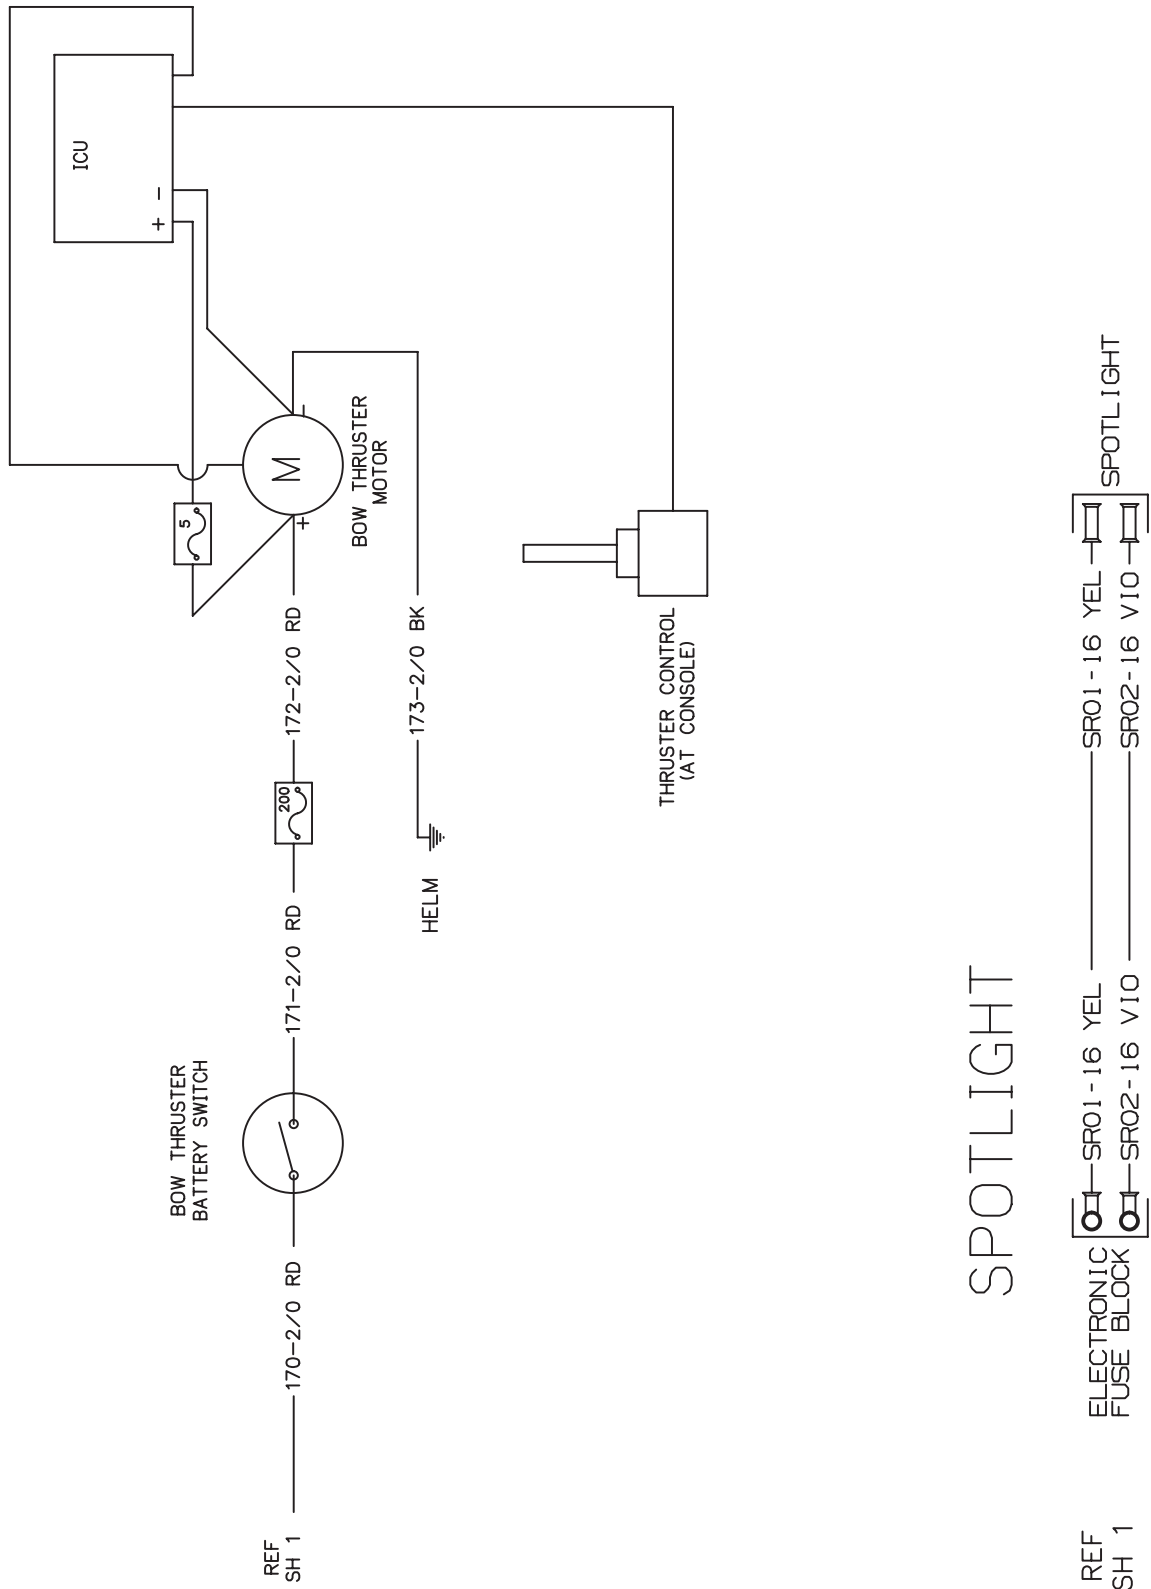 ICU
+ -
5
M
+
-
BOW THRUSTER
MOTOR
REF
SH 1
170-2/0 RD
BOW THRUSTER
BATTERY SWITCH
171-2/0 RD
200
172-2/0 RD
173-2/0 BK
HELM
THRUSTER CONTROL
(AT CONSOLE)
SPOTLIGHT
REF
SH 1
ELECTRONIC
FUSE BLOCK
SR01-16 YEL
SR01-16 YEL
SR02-16 VIO
SR02-16 VIO
SPOTLIGHT